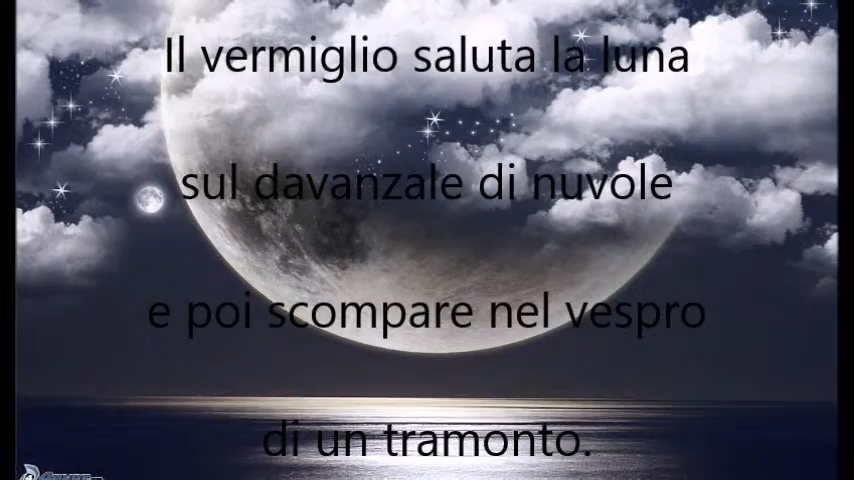 Il vermiglio saluta la luna
sul davanzale di nuvole
e poi scompare nel vespro
di un tramonto.